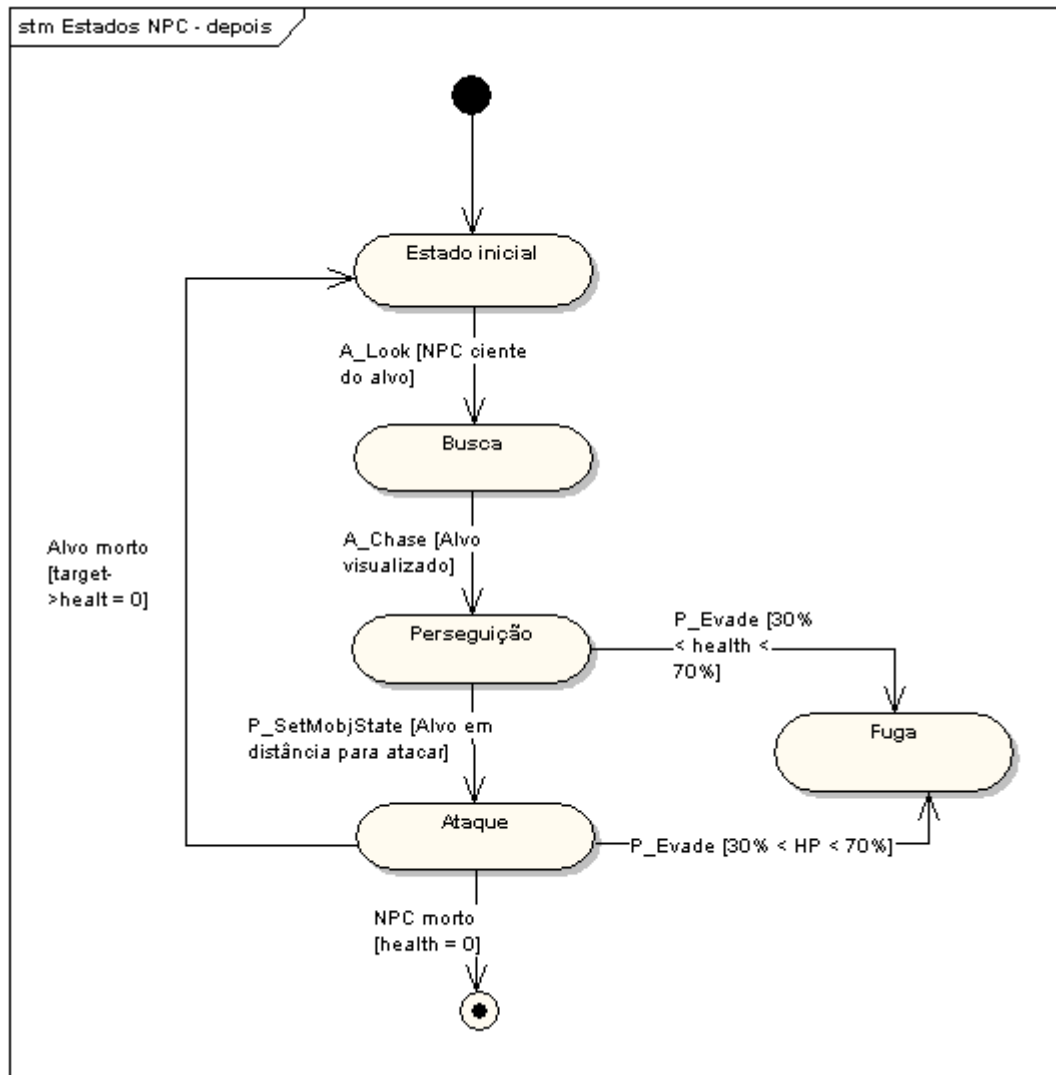 stm Estados NPC - depois
Estado inicial
A_Look [NPC ciente
do alvo]
Busca
A_Chase [Alvo
visualizado]
Alvo morto
[target-
>healt = 0]
Perseguição
P_Evade [30%
< health <
70%]
P_SetMobjState [Alvo em
distância para atacar]
Fuga
Ataque
P_Evade [30% < HP < 70%]
NPC morto
[health = 0]